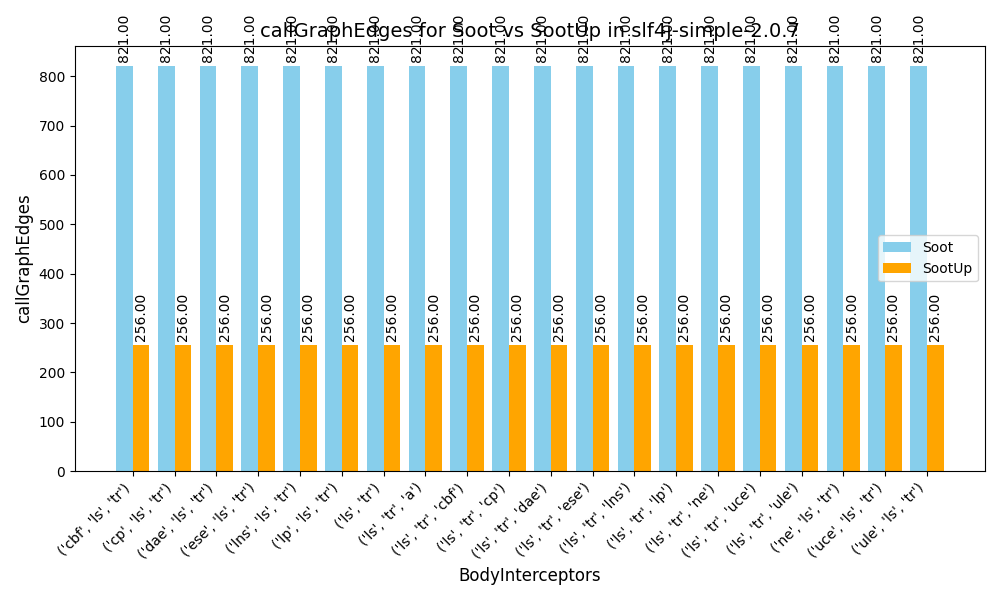 callGraphEdges for Soot vs SootUp in slf4j-simple-2.0.7
821.00 821.00 821.00 821.00 821.00 821.00 821.00 821.00 821.00 821.00 821.00 821.00 821.00 821.00 821.00 821.00 821.00 821.00 821.00 821.00
256.00 256.00 256.00 256.00 256.00 256.00 256.00 256.00 256.00 256.00 256.00 256.00 256.00 256.00 256.00 256.00 256.00 256.00 256.00 256.00
callGraphEdges
800
700
600
500
400
300
200
100
0
Soot
SootUp
('cbf', 'ls', 'tr')
('cp', 'ls', 'tr')
('dae', 'ls', 'tr')
('ese', 'ls', 'tr')
('lns', 'ls', 'tr')
('lp', 'ls', 'tr')
('ls', 'tr')
('ls', 'tr', 'a')
('ls', 'tr', 'cbf')
('ls', 'tr', 'cp')
('ls', 'tr', 'dae')
('ls', 'tr', 'ese')
('ls', 'tr', 'lns')
('ls', 'tr', 'lp')
('ls', 'tr', 'ne')
('ls', 'tr', 'uce')
('ls', 'tr', 'ule')
('ne', 'ls', 'tr')
('uce', 'ls', 'tr')
('ule', 'ls', 'tr')
BodyInterceptors